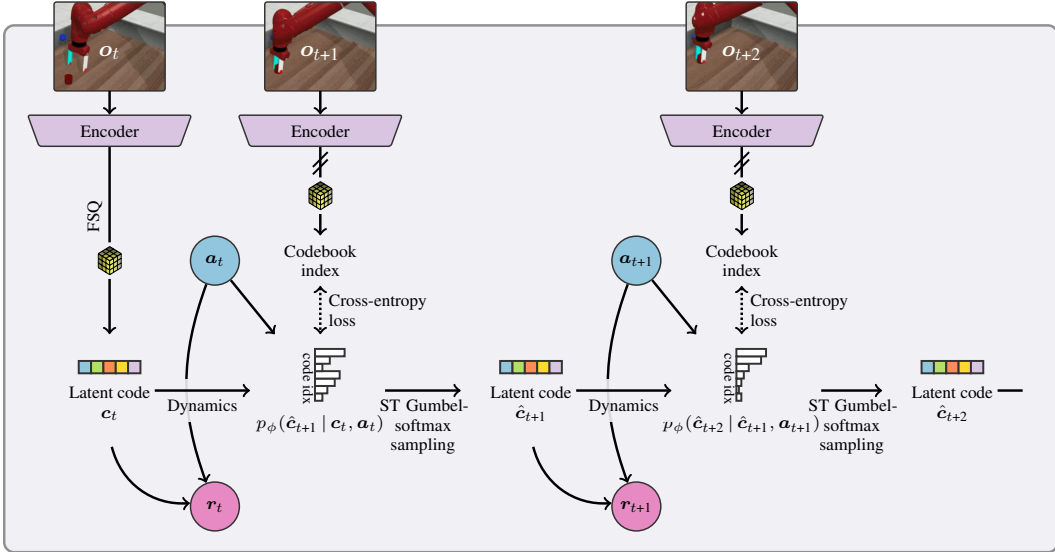 o_t
o_{t+1}
o_{t+2}
Encoder
Encoder
Encoder
FSQ
a_t
Codebook
index
a_{t+1}
Codebook
index
Cross-entropy
loss
Cross-entropy
loss
code idx
code idx
Latent code
c_t
Dynamics
p_ϕ(ĉ_{t+1} | c_t, a_t)
ST Gumbel-
softmax
sampling
Latent code
ĉ_{t+1}
Dynamics
p_ϕ(ĉ_{t+2} | ĉ_{t+1}, a_{t+1})
ST Gumbel-
softmax
sampling
Latent code
ĉ_{t+2}
r_t
r_{t+1}